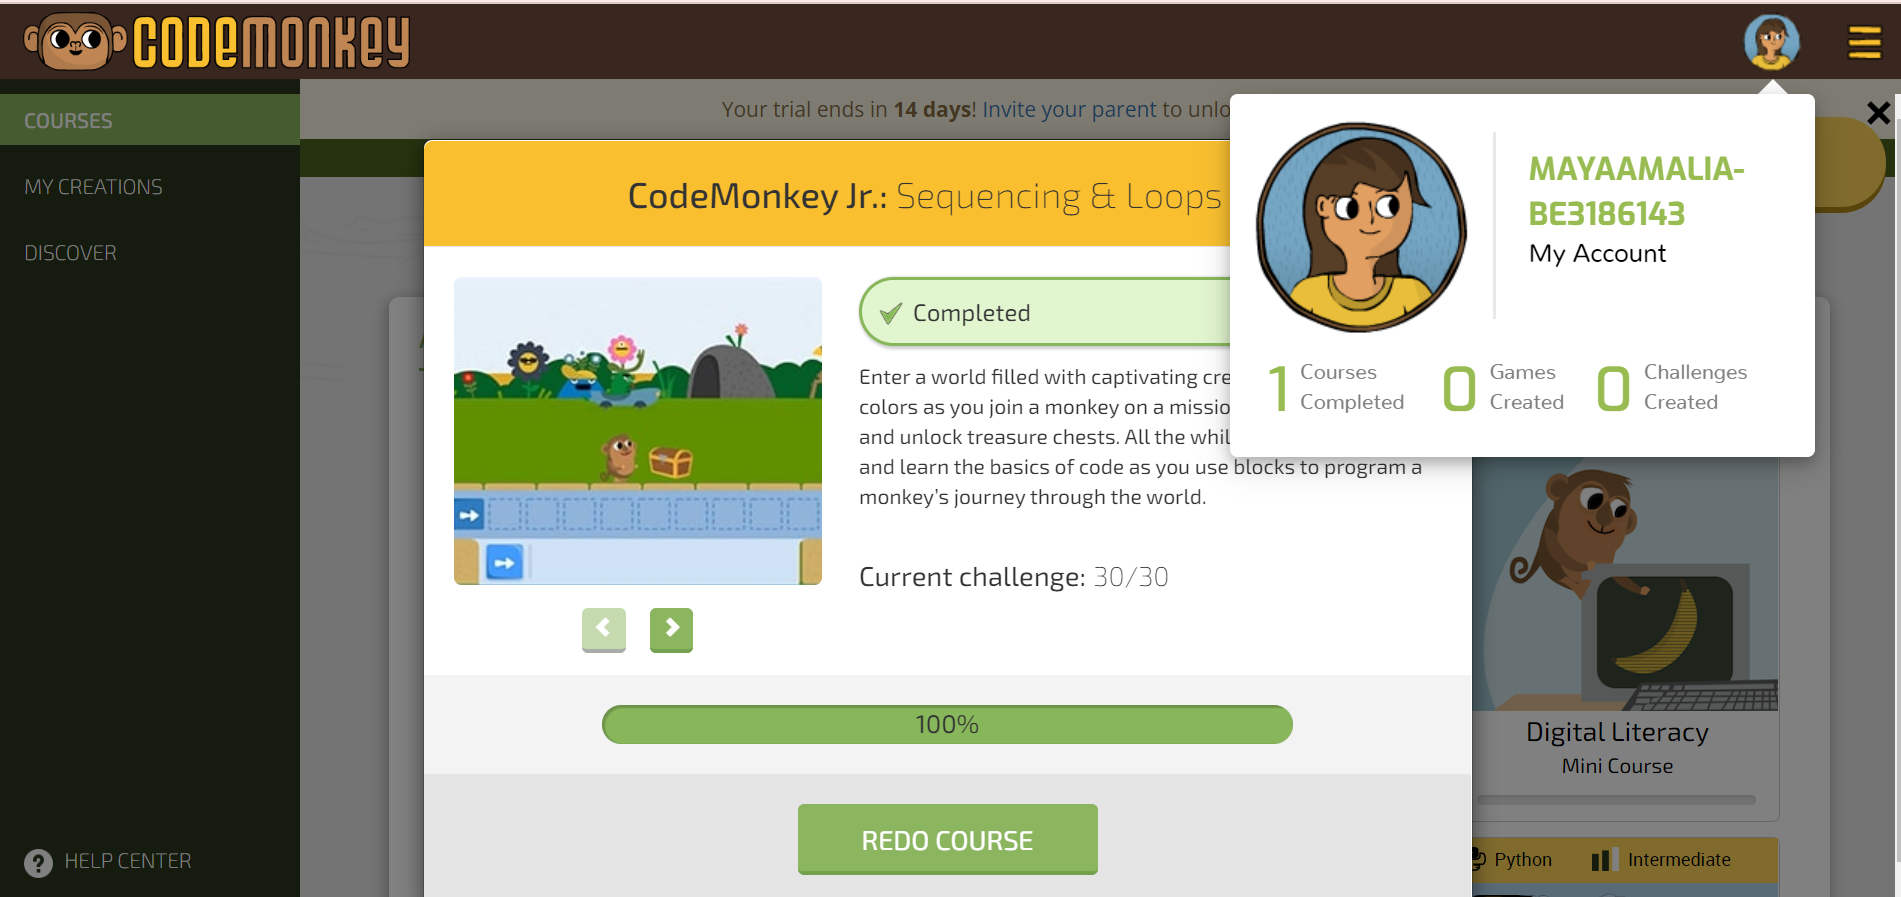 CODEMONKEY
COURSES
MY CREATIONS
DISCOVER
HELP CENTER
Your trial ends in 14 days! Invite your parent to
CodeMonkey Jr.: Sequencing & Loops
Completed
Enter a world filled with captivating
colors as you join a monkey on a
and unlock treasure chests. All the
and learn the basics of code as you use blocks to program a
monkey’s journey through the world.
Current challenge: 30/30
100%
REDO COURSE
MAYAAMALIA-
BE3186143
My Account
1 Courses Completed
0 Games Created
0 Challenges Created
Digital Literacy
Mini Course
Python Intermediate